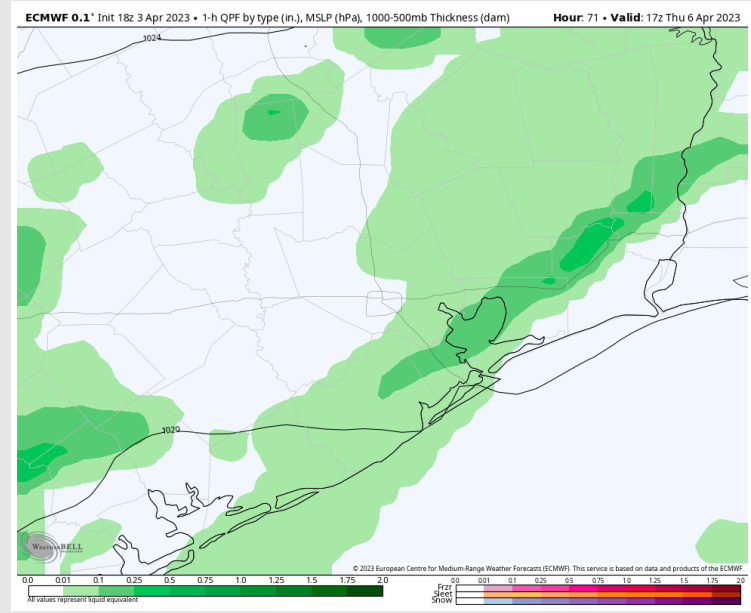 ECMWF 0.1° Init 18z 3 Apr 2023 • 1-h QPF by type (in.), MSLP (hPa), 1000-500mb Thickness (dam) Hour: 71 • Valid: 17z Thu 6 Apr 2023
1024
1020
WeatherBELL
© 2023 European Centre for Medium-Range Weather Forecasts (ECMWF). This service is based on data and products of the ECMWF.
0.0 0.01 0.1 0.25 0.5 0.75 1.0 1.25 1.5 1.75 2.0
0.0 0.01 0.1 0.25 0.5 0.75 1.0 1.25 1.5 1.75 2.0
Frzr
Sleet
Snow
All values represent liquid equivalent